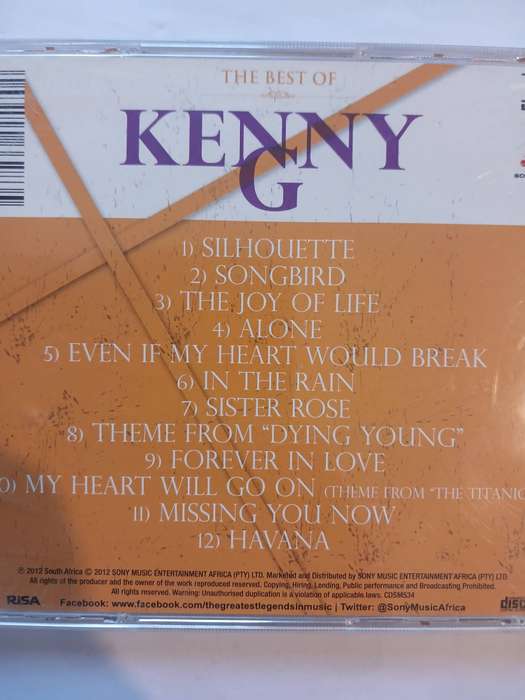 THE BEST OF
KENNY
G
1) SILHOUETTE
2) SONGBIRD
3) THE JOY OF LIFE
4) ALONE
5) EVEN IF MY HEART WOULD BREAK
6) IN THE RAIN
7) SISTER ROSE
8) THEME FROM "DYING YOUNG"
9) FOREVER IN LOVE
0) MY HEART WILL GO ON (THEME FROM "THE TITANIC
11) MISSING YOU NOW
12) HAVANA
℗ 2012 South Africa © 2012 SONY MUSIC ENTERTAINMENT AFRICA (PTY) LTD. Marketed and Distributed by SONY MUSIC ENTERTAINMENT AFRICA (PTY) LTD
All rights of the producer and the owner of the work reproduced reserved. Copying, Hiring, Lending, Public performance and Broadcasting Prohibited.
All rights reserved. Warning: Unauthorised duplication is a violation of applicable laws. CDSMS34
RISA Facebook: www.facebook.com/thegreatestlegendsinmusic | Twitter: @SonyMusicAfrica disc